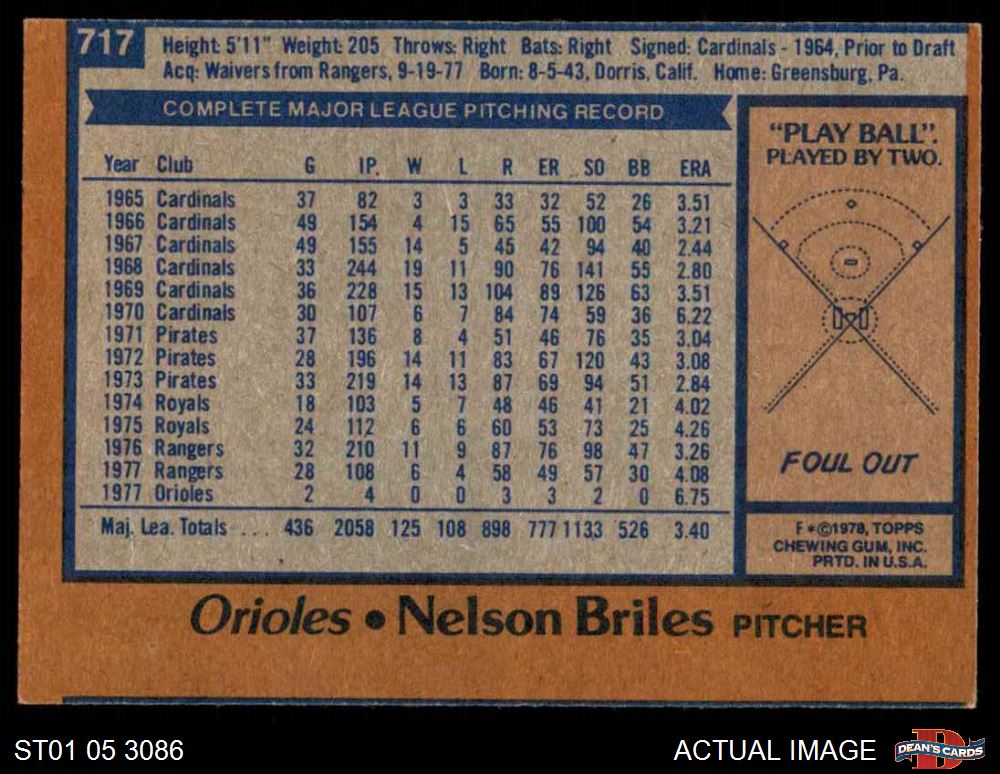 717
Height: 5'11" Weight: 205 Throws: Right Bats: Right Signed: Cardinals - 1964, Prior to Draft
Acq: Waivers from Rangers, 9-19-77 Born: 8-5-43, Dorris, Calif. Home: Greensburg, Pa.
COMPLETE MAJOR LEAGUE PITCHING RECORD
Year Club G IP. W L R ER SO BB ERA
1965 Cardinals 37 82 3 3 33 32 52 26 3.51
1966 Cardinals 49 154 4 15 65 55 100 54 3.21
1967 Cardinals 49 155 14 5 45 42 94 40 2.44
1968 Cardinals 33 244 19 11 90 76 141 55 2.80
1969 Cardinals 36 228 15 13 104 89 126 63 3.51
1970 Cardinals 30 107 6 7 84 74 59 36 6.22
1971 Pirates 37 136 8 4 51 46 76 35 3.04
1972 Pirates 28 196 14 11 83 67 120 43 3.08
1973 Pirates 33 219 14 13 87 69 94 51 2.84
1974 Royals 18 103 5 7 48 46 41 21 4.02
1975 Royals 24 112 6 6 60 53 73 25 4.26
1976 Rangers 32 210 11 9 87 76 98 47 3.26
1977 Rangers 28 108 6 4 58 49 57 30 4.08
1977 Orioles 2 4 0 0 3 3 2 0 6.75
Maj. Lea. Totals ... 436 2058 125 108 898 777 1133 526 3.40
"PLAY BALL".
PLAYED BY TWO.
FOUL OUT
F*©1978, TOPPS
CHEWING GUM, INC.
PRTD. IN U.S.A.
Orioles • Nelson Briles PITCHER
ST01 05 3086
ACTUAL IMAGE
D
DEAN'S CARDS